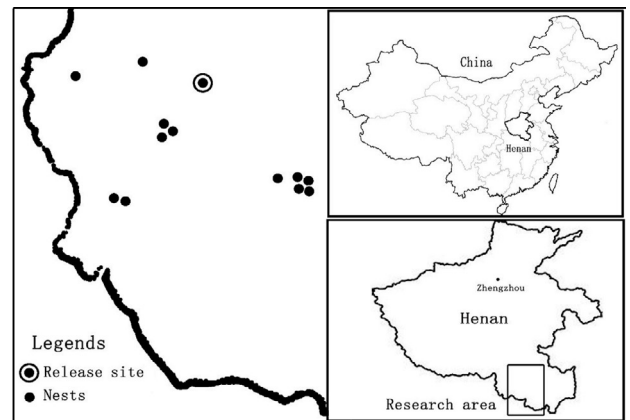 Legends
Release site
Nests
China
Henan
Zhengzhou
Henan
Research area